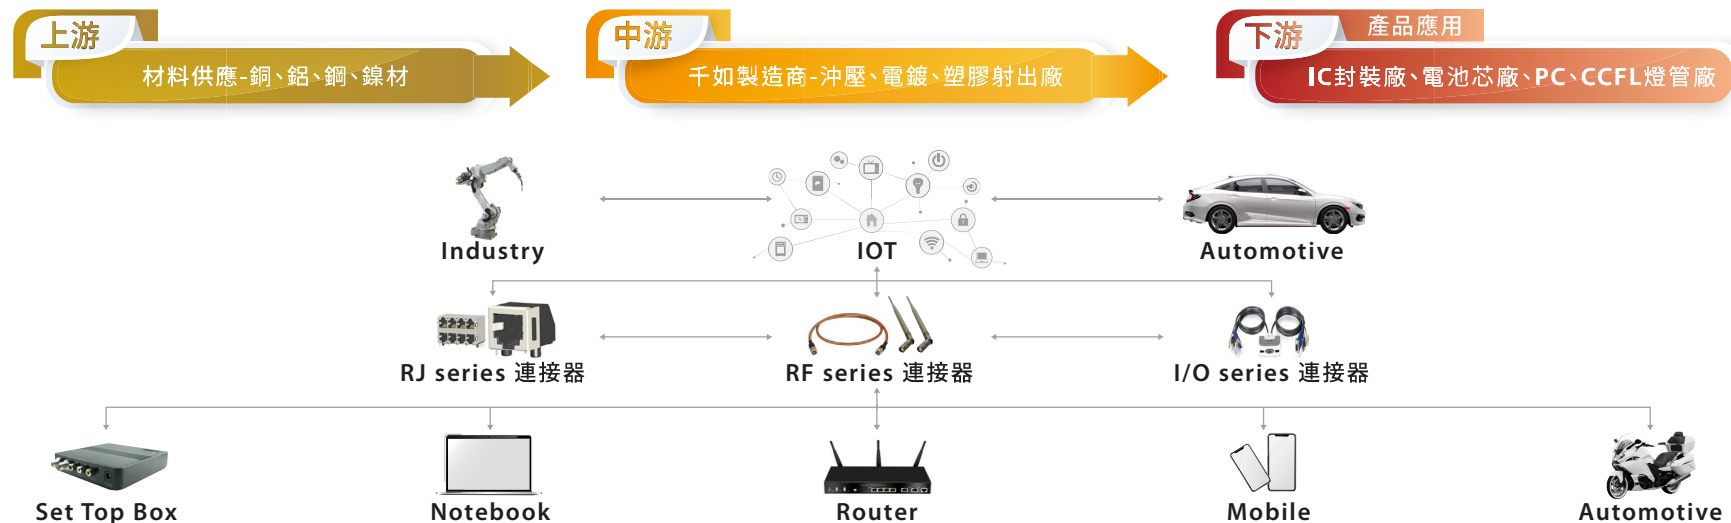 上游
材料供應-銅、鋁、鋼、鎳材
中游
千如製造商-沖壓、電鍍、塑膠射出廠
下游
產品應用
IC封裝廠、電池芯廠、PC、CCFL燈管廠
Industry
IOT
Automotive
RJ series 連接器
RF series 連接器
I/O series 連接器
Set Top Box
Notebook
Router
Mobile
Automotive